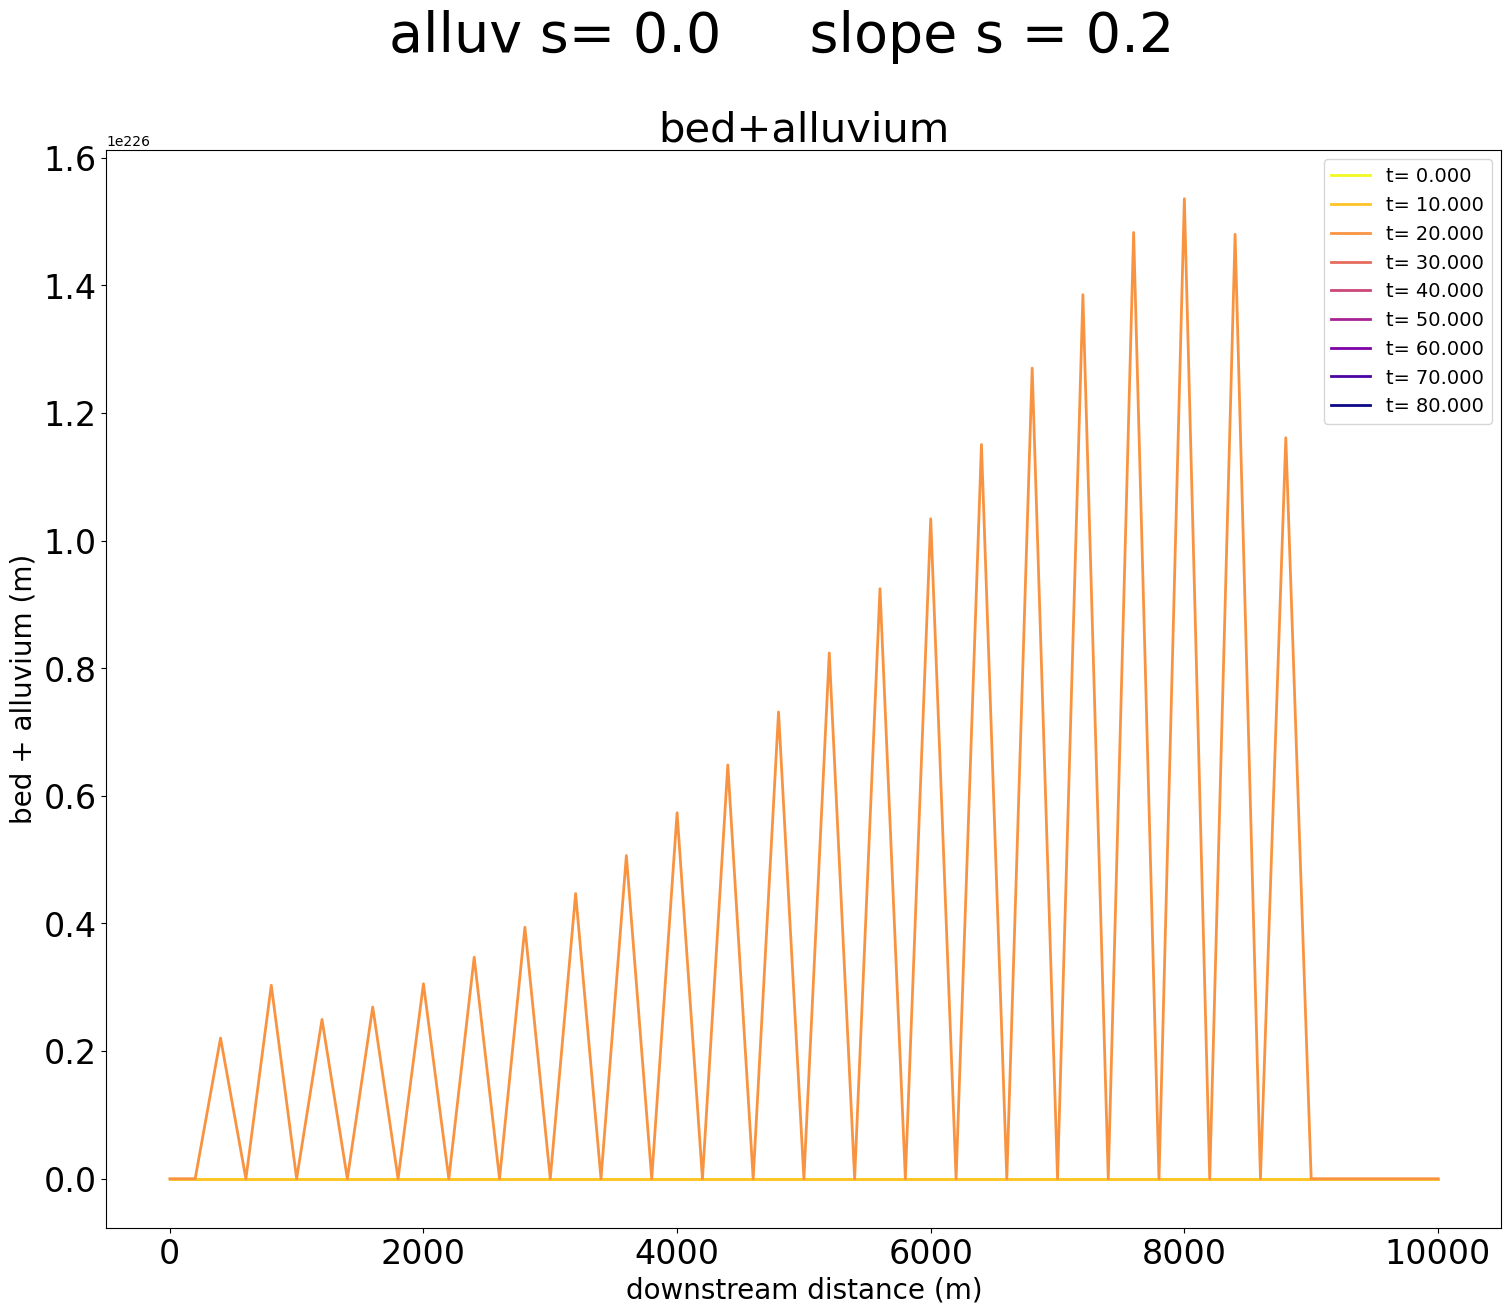 alluv s= 0.0 slope s = 0.2
bed+alluvium
1e226
1.6
1.4
1.2
1.0
0.8
0.6
0.4
0.2
0.0
bed + alluvium (m)
t= 0.000
t= 10.000
t= 20.000
t= 30.000
t= 40.000
t= 50.000
t= 60.000
t= 70.000
t= 80.000
0 2000 4000 6000 8000 10000
downstream distance (m)